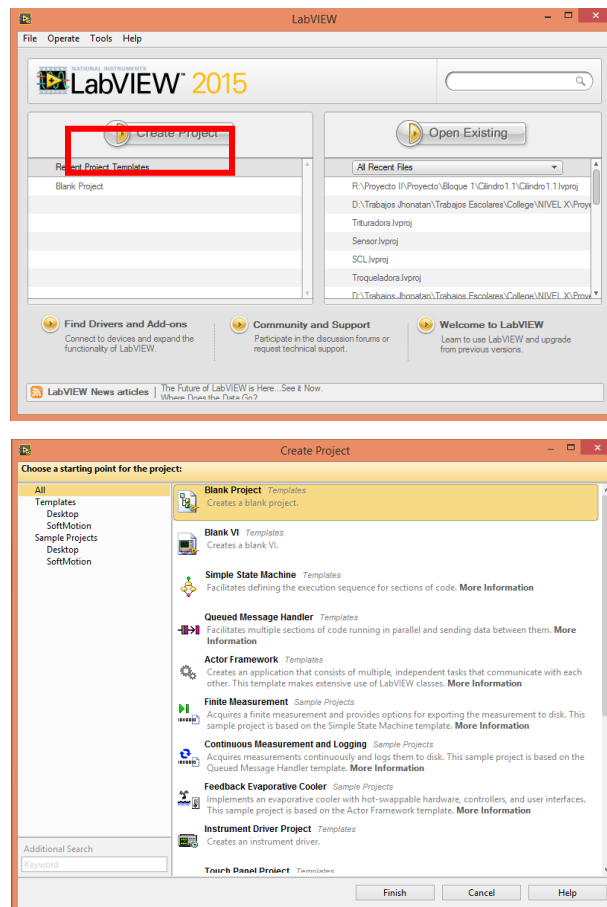 LabVIEW
File Operate Tools Help
NATIONAL INSTRUMENTS
LabVIEW™ 2015
Create Project
Open Existing
Recent Project Templates
All Recent Files
Blank Project
R:\Proyecto II\Proyecto\Bloque 1\Cilindro1.1\Cilindro1.1.lvproj
D:\Trabajos Jhonatan\Trabajos Escolares\College\NIVEL X\Proye
Trituradora.lvproj
Sensor.lvproj
SCL.lvproj
Troqueladora.lvproj
D:\Trabajos Jhonatan\Trabajos Escolares\College\NIVEL X\Proye
Find Drivers and Add-ons
Connect to devices and expand the
functionality of LabVIEW.
Community and Support
Participate in the discussion forums or
request technical support.
Welcome to LabVIEW
Learn to use LabVIEW and upgrade
from previous versions.
LabVIEW News articles
The Future of LabVIEW is Here...See it Now.
Where Does the Data Go?
Create Project
Choose a starting point for the project:
All
Templates
Desktop
SoftMotion
Sample Projects
Desktop
SoftMotion
Additional Search
Keyword
Blank Project Templates
Creates a blank project.
Blank VI Templates
Creates a blank VI.
Simple State Machine Templates
Facilitates defining the execution sequence for sections of code. More Information
Queued Message Handler Templates
Facilitates multiple sections of code running in parallel and sending data between them. More
Information
Actor Framework Templates
Creates an application that consists of multiple, independent tasks that communicate with each
other. This template makes extensive use of LabVIEW classes. More Information
Finite Measurement Sample Projects
Acquires a finite measurement and provides options for exporting the measurement to disk. This
sample project is based on the Simple State Machine template. More Information
Continuous Measurement and Logging Sample Projects
Acquires measurements continuously and logs them to disk. This sample project is based on the
Queued Message Handler template. More Information
Feedback Evaporative Cooler Sample Projects
Implements an evaporative cooler with hot-swappable hardware, controllers, and user interfaces.
This sample project is based on the Actor Framework template. More Information
Instrument Driver Project Templates
Creates an instrument driver.
Touch Panel Project Templates
Finish Cancel Help